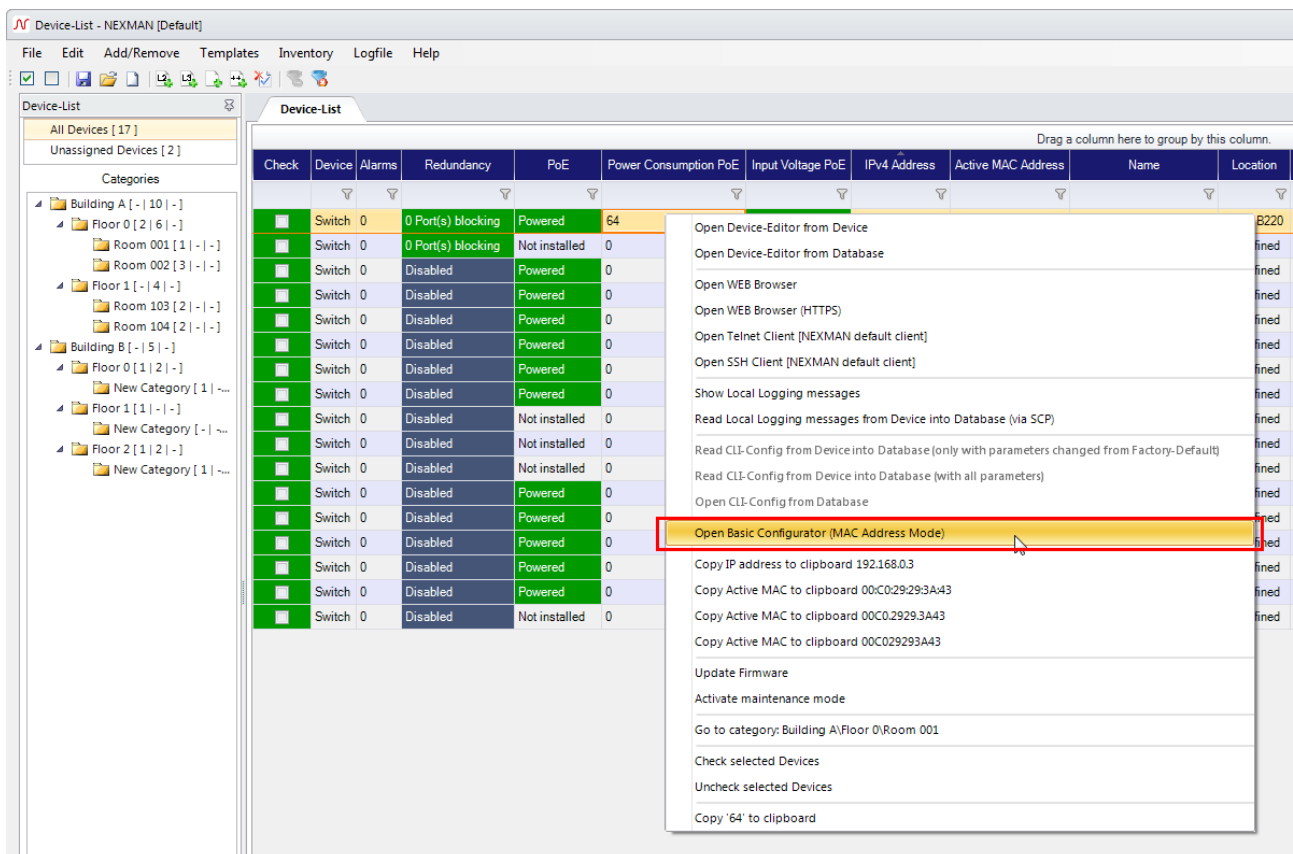 Device-List - NEXMAN [Default]
File Edit Add/Remove Templates Inventory Logfile Help
Device-List
All Devices [ 17 ]
Unassigned Devices [ 2 ]
Categories
Building A [ - | 10 | - ]
Floor 0 [ 2 | 6 | - ]
Room 001 [ 1 | - | - ]
Room 002 [ 3 | - | - ]
Floor 1 [ - | 4 | - ]
Room 103 [ 2 | - | - ]
Room 104 [ 2 | - | - ]
Building B [ - | 5 | - ]
Floor 0 [ 1 | 2 | - ]
New Category [ 1 | -...
Floor 1 [ 1 | - | - ]
New Category [ - | -...
Floor 2 [ 1 | 2 | - ]
New Category [ 1 | -...
Device-List
Drag a column here to group by this column.
Check Device Alarms Redundancy PoE Power Consumption PoE Input Voltage PoE IPv4 Address Active MAC Address Name Location
Switch 0 0 Port(s) blocking Powered 64 B220
Switch 0 0 Port(s) blocking Not installed 0 fined
Switch 0 Disabled Powered 0 fined
Switch 0 Disabled Powered 0 fined
Switch 0 Disabled Powered 0 fined
Switch 0 Disabled Powered 0 fined
Switch 0 Disabled Powered 0 fined
Switch 0 Disabled Powered 0 fined
Switch 0 Disabled Not installed 0 fined
Switch 0 Disabled Not installed 0 fined
Switch 0 Disabled Not installed 0 fined
Switch 0 Disabled Powered 0 fined
Switch 0 Disabled Powered 0 fined
Switch 0 Disabled Powered 0 fined
Switch 0 Disabled Powered 0 fined
Switch 0 Disabled Powered 0 fined
Switch 0 Disabled Not installed 0 fined
Open Device-Editor from Device
Open Device-Editor from Database
Open WEB Browser
Open WEB Browser (HTTPS)
Open Telnet Client [NEXMAN default client]
Open SSH Client [NEXMAN default client]
Show Local Logging messages
Read Local Logging messages from Device into Database (via SCP)
Read CLI-Config from Device into Database (only with parameters changed from Factory-Default)
Read CLI-Config from Device into Database (with all parameters)
Open CLI-Config from Database
Open Basic Configurator (MAC Address Mode)
Copy IP address to clipboard 192.168.0.3
Copy Active MAC to clipboard 00:C0:29:29:3A:43
Copy Active MAC to clipboard 00C0.2929.3A43
Copy Active MAC to clipboard 00C029293A43
Update Firmware
Activate maintenance mode
Go to category: Building A\Floor 0\Room 001
Check selected Devices
Uncheck selected Devices
Copy '64' to clipboard